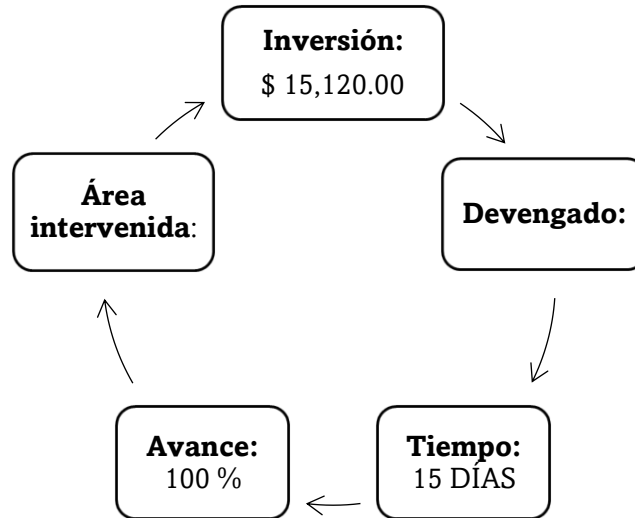 Inversión:
$ 15,120.00
Devengado:
Tiempo:
15 DÍAS
Avance:
100 %
Área
intervenida: